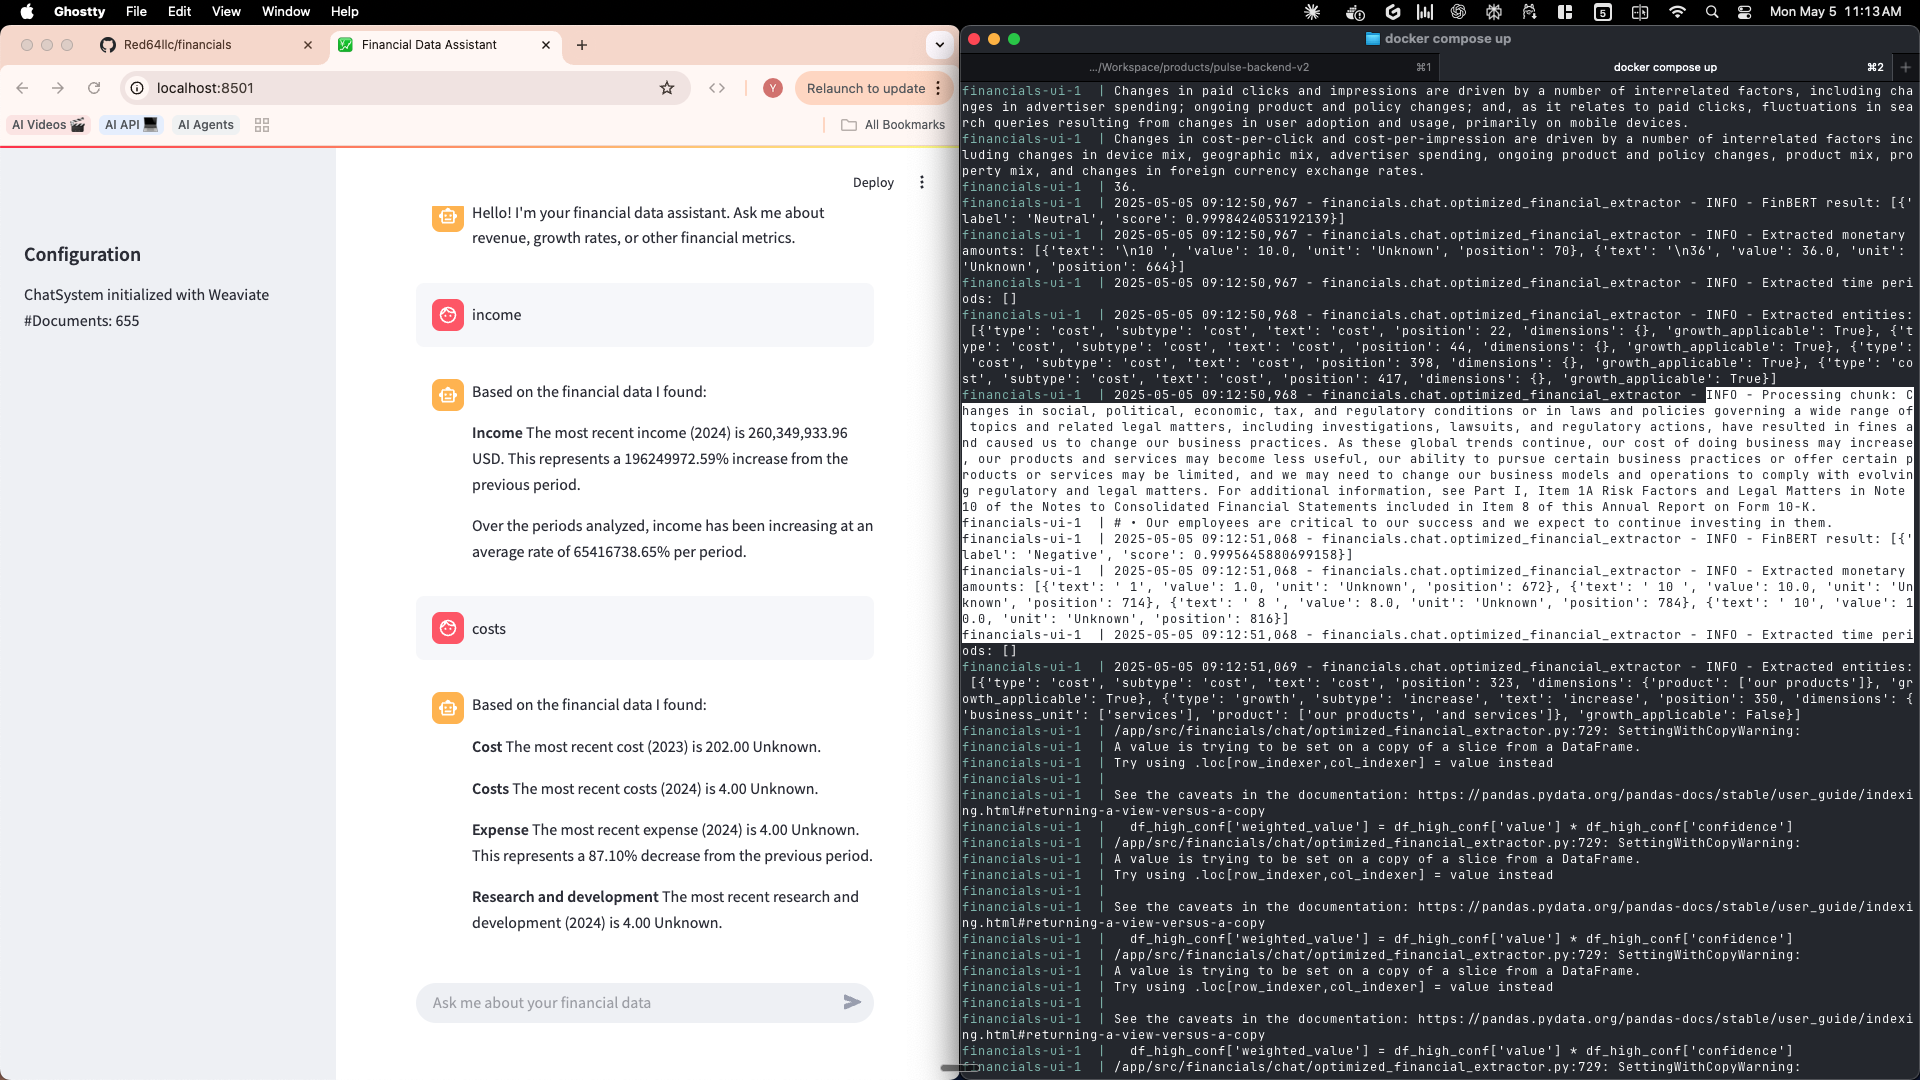 Ghostty File Edit View Window Help
5 Mon May 5 11:13 AM
Red64llc/financials
Financial Data Assistant
localhost:8501
Y
Relaunch to update
AI Videos
AI API
AI Agents
All Bookmarks
Deploy
Configuration
ChatSystem initialized with Weaviate
#Documents: 655
Hello! I'm your financial data assistant. Ask me about
revenue, growth rates, or other financial metrics.
income
Based on the financial data I found:
Income The most recent income (2024) is 260,349,933.96
USD. This represents a 196249972.59% increase from the
previous period.
Over the periods analyzed, income has been increasing at an
average rate of 65416738.65% per period.
costs
Based on the financial data I found:
Cost The most recent cost (2023) is 202.00 Unknown.
Costs The most recent costs (2024) is 4.00 Unknown.
Expense The most recent expense (2024) is 4.00 Unknown.
This represents a 87.10% decrease from the previous period.
Research and development The most recent research and
development (2024) is 4.00 Unknown.
Ask me about your financial data
docker compose up
.../Workspace/products/pulse-backend-v2 ⌘1
docker compose up ⌘2
financials-ui-1 | Changes in paid clicks and impressions are driven by a number of interrelated factors, including cha
nges in advertiser spending; ongoing product and policy changes; and, as it relates to paid clicks, fluctuations in sea
rch queries resulting from changes in user adoption and usage, primarily on mobile devices.
financials-ui-1 | Changes in cost-per-click and cost-per-impression are driven by a number of interrelated factors inc
luding changes in device mix, geographic mix, advertiser spending, ongoing product and policy changes, product mix, pro
perty mix, and changes in foreign currency exchange rates.
financials-ui-1 | 36.
financials-ui-1 | 2025-05-05 09:12:50,967 - financials.chat.optimized_financial_extractor - INFO - FinBERT result: [{'
label': 'Neutral', 'score': 0.9998424053192139}]
financials-ui-1 | 2025-05-05 09:12:50,967 - financials.chat.optimized_financial_extractor - INFO - Extracted monetary
amounts: [{'text': '\n10 ', 'value': 10.0, 'unit': 'Unknown', 'position': 70}, {'text': '\n36', 'value': 36.0, 'unit':
'Unknown', 'position': 664}]
financials-ui-1 | 2025-05-05 09:12:50,967 - financials.chat.optimized_financial_extractor - INFO - Extracted time peri
ods: []
financials-ui-1 | 2025-05-05 09:12:50,968 - financials.chat.optimized_financial_extractor - INFO - Extracted entities:
[{'type': 'cost', 'subtype': 'cost', 'text': 'cost', 'position': 22, 'dimensions': {}, 'growth_applicable': True}, {'t
ype': 'cost', 'subtype': 'cost', 'text': 'cost', 'position': 44, 'dimensions': {}, 'growth_applicable': True}, {'type':
'cost', 'subtype': 'cost', 'text': 'cost', 'position': 398, 'dimensions': {}, 'growth_applicable': True}, {'type': 'co
st', 'subtype': 'cost', 'text': 'cost', 'position': 417, 'dimensions': {}, 'growth_applicable': True}]
financials-ui-1 | 2025-05-05 09:12:50,968 - financials.chat.optimized_financial_extractor - INFO - Processing chunk: C
hanges in social, political, economic, tax, and regulatory conditions or in laws and policies governing a wide range of
topics and related legal matters, including investigations, lawsuits, and regulatory actions, have resulted in fines a
nd caused us to change our business practices. As these global trends continue, our cost of doing business may increase
, our products and services may become less useful, our ability to pursue certain business practices or offer certain p
roducts or services may be limited, and we may need to change our business models and operations to comply with evolvin
g regulatory and legal matters. For additional information, see Part I, Item 1A Risk Factors and Legal Matters in Note
10 of the Notes to Consolidated Financial Statements included in Item 8 of this Annual Report on Form 10-K.
financials-ui-1 | # • Our employees are critical to our success and we expect to continue investing in them.
financials-ui-1 | 2025-05-05 09:12:51,068 - financials.chat.optimized_financial_extractor - INFO - FinBERT result: [{'
label': 'Negative', 'score': 0.9995645880699158}]
financials-ui-1 | 2025-05-05 09:12:51,068 - financials.chat.optimized_financial_extractor - INFO - Extracted monetary
amounts: [{'text': ' 1', 'value': 1.0, 'unit': 'Unknown', 'position': 672}, {'text': ' 10 ', 'value': 10.0, 'unit': 'Un
known', 'position': 714}, {'text': ' 8 ', 'value': 8.0, 'unit': 'Unknown', 'position': 784}, {'text': ' 10', 'value': 1
0.0, 'unit': 'Unknown', 'position': 816}]
financials-ui-1 | 2025-05-05 09:12:51,068 - financials.chat.optimized_financial_extractor - INFO - Extracted time peri
ods: []
financials-ui-1 | 2025-05-05 09:12:51,069 - financials.chat.optimized_financial_extractor - INFO - Extracted entities:
[{'type': 'cost', 'subtype': 'cost', 'text': 'cost', 'position': 323, 'dimensions': {'product': ['our products']}, 'gr
owth_applicable': True}, {'type': 'growth', 'subtype': 'increase', 'text': 'increase', 'position': 350, 'dimensions': {
'business_unit': ['services'], 'product': ['our products', 'and services']}, 'growth_applicable': False}]
financials-ui-1 | /app/src/financials/chat/optimized_financial_extractor.py:729: SettingWithCopyWarning:
financials-ui-1 | A value is trying to be set on a copy of a slice from a DataFrame.
financials-ui-1 | Try using .loc[row_indexer,col_indexer] = value instead
financials-ui-1 |
financials-ui-1 | See the caveats in the documentation: https://pandas.pydata.org/pandas-docs/stable/user_guide/indexi
ng.html#returning-a-view-versus-a-copy
financials-ui-1 | df_high_conf['weighted_value'] = df_high_conf['value'] * df_high_conf['confidence']
financials-ui-1 | /app/src/financials/chat/optimized_financial_extractor.py:729: SettingWithCopyWarning:
financials-ui-1 | A value is trying to be set on a copy of a slice from a DataFrame.
financials-ui-1 | Try using .loc[row_indexer,col_indexer] = value instead
financials-ui-1 |
financials-ui-1 | See the caveats in the documentation: https://pandas.pydata.org/pandas-docs/stable/user_guide/indexi
ng.html#returning-a-view-versus-a-copy
financials-ui-1 | df_high_conf['weighted_value'] = df_high_conf['value'] * df_high_conf['confidence']
financials-ui-1 | /app/src/financials/chat/optimized_financial_extractor.py:729: SettingWithCopyWarning:
financials-ui-1 | A value is trying to be set on a copy of a slice from a DataFrame.
financials-ui-1 | Try using .loc[row_indexer,col_indexer] = value instead
financials-ui-1 |
financials-ui-1 | See the caveats in the documentation: https://pandas.pydata.org/pandas-docs/stable/user_guide/indexi
ng.html#returning-a-view-versus-a-copy
financials-ui-1 | df_high_conf['weighted_value'] = df_high_conf['value'] * df_high_conf['confidence']
financials-ui-1 | /app/src/financials/chat/optimized_financial_extractor.py:729: SettingWithCopyWarning: